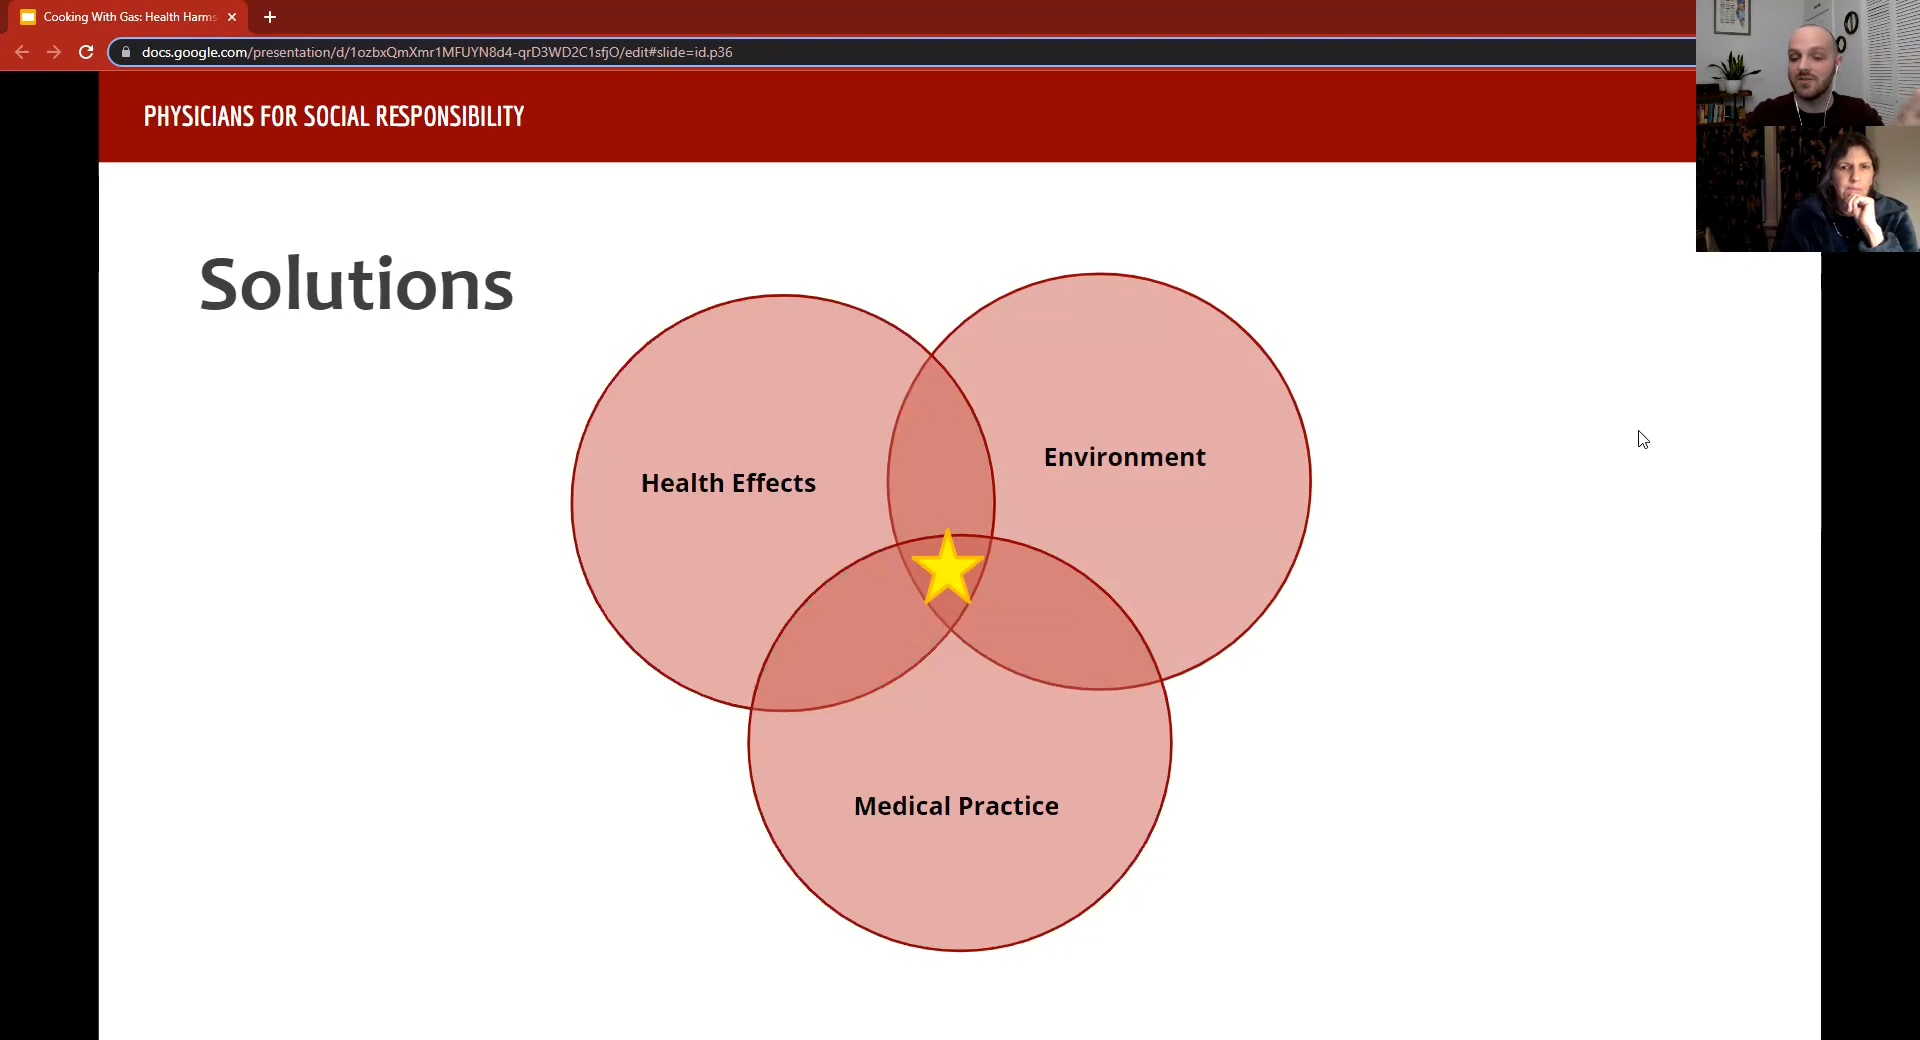 Cooking With Gas: Health Harms
docs.google.com/presentation/d/1ozbxQmXmr1MFUYN8d4-qrD3WD2C1sfjO/edit#slide=id.p36
PHYSICIANS FOR SOCIAL RESPONSIBILITY
Solutions
Environment
Health Effects
Medical Practice